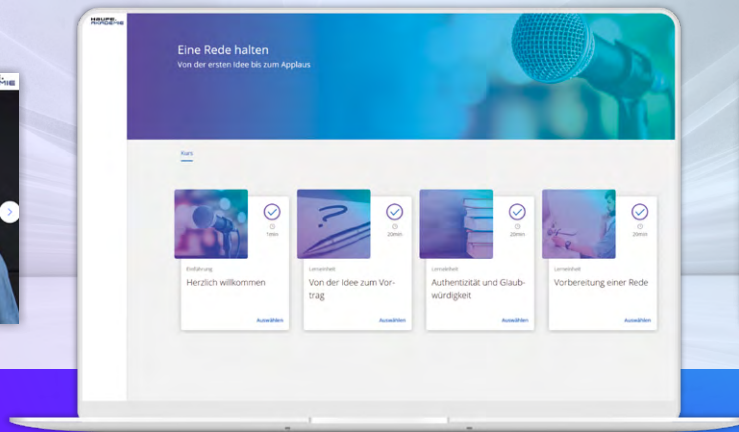 HAUFE.
AKADEMIE
MIE
Eine Rede halten
Von der ersten Idee bis zum Applaus
Kurs
1min
Einführung
Herzlich willkommen
Auswählen
20min
Lerneinheit
Von der Idee zum Vor-
trag
Auswählen
20min
Lerneinheit
Authentizität und Glaub-
würdigkeit
Auswählen
20min
Lerneinheit
Vorbereitung einer Rede
Auswählen